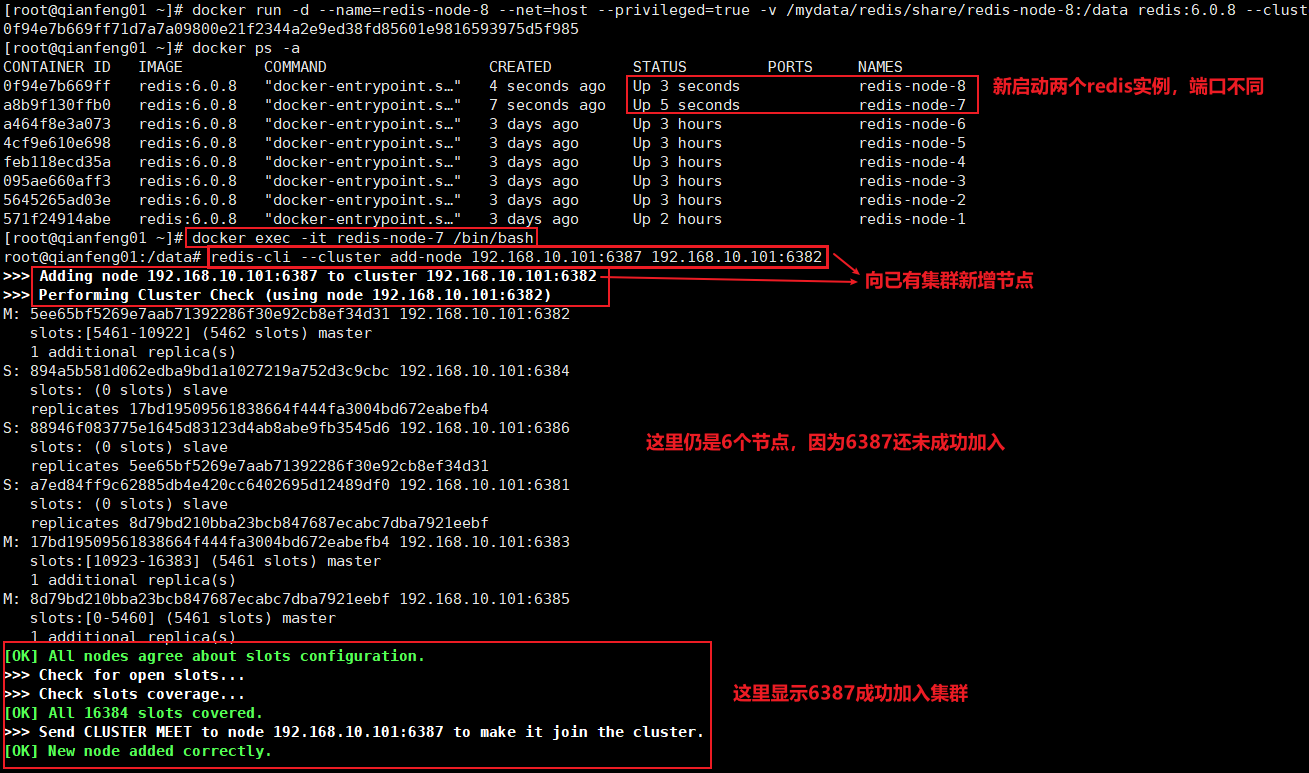 [root@qianfeng01 ~]# docker run -d --name=redis-node-8 --net=host --privileged=true -v /mydata/redis/share/redis-node-8:/data redis:6.0.8 --clust
0f94e7b669ff71d7a7a09800e21f2344a2e9ed38fd85601e9816593975d5f985
[root@qianfeng01 ~]# docker ps -a
CONTAINER ID   IMAGE         COMMAND                  CREATED         STATUS         PORTS     NAMES
0f94e7b669ff   redis:6.0.8   "docker-entrypoint.s…"   4 seconds ago   Up 3 seconds             redis-node-8
新启动两个redis实例，端口不同
a8b9f130ffb0   redis:6.0.8   "docker-entrypoint.s…"   7 seconds ago   Up 5 seconds             redis-node-7
a464f8e3a073   redis:6.0.8   "docker-entrypoint.s…"   3 days ago      Up 3 hours               redis-node-6
4cf9e610e698   redis:6.0.8   "docker-entrypoint.s…"   3 days ago      Up 3 hours               redis-node-5
feb118ecd35a   redis:6.0.8   "docker-entrypoint.s…"   3 days ago      Up 3 hours               redis-node-4
095ae660aff3   redis:6.0.8   "docker-entrypoint.s…"   3 days ago      Up 3 hours               redis-node-3
5645265ad03e   redis:6.0.8   "docker-entrypoint.s…"   3 days ago      Up 3 hours               redis-node-2
571f24914abe   redis:6.0.8   "docker-entrypoint.s…"   3 days ago      Up 2 hours               redis-node-1
[root@qianfeng01 ~]# docker exec -it redis-node-7 /bin/bash
root@qianfeng01:/data# redis-cli --cluster add-node 192.168.10.101:6387 192.168.10.101:6382
>>> Adding node 192.168.10.101:6387 to cluster 192.168.10.101:6382
向已有集群新增节点
>>> Performing Cluster Check (using node 192.168.10.101:6382)
M: 5ee65bf5269e7aab71392286f30e92cb8ef34d31 192.168.10.101:6382
   slots:[5461-10922] (5462 slots) master
   1 additional replica(s)
S: 894a5b581d062edba9bd1a1027219a752d3c9cbc 192.168.10.101:6384
   slots: (0 slots) slave
   replicates 17bd19509561838664f444fa3004bd672eabefb4
S: 88946f083775e1645d83123d4ab8abe9fb3545d6 192.168.10.101:6386
   slots: (0 slots) slave
这里仍是6个节点，因为6387还未成功加入
   replicates 5ee65bf5269e7aab71392286f30e92cb8ef34d31
S: a7ed84ff9c62885db4e420cc6402695d12489df0 192.168.10.101:6381
   slots: (0 slots) slave
   replicates 8d79bd210bba23bcb847687ecabc7dba7921eebf
M: 17bd19509561838664f444fa3004bd672eabefb4 192.168.10.101:6383
   slots:[10923-16383] (5461 slots) master
   1 additional replica(s)
M: 8d79bd210bba23bcb847687ecabc7dba7921eebf 192.168.10.101:6385
   slots:[0-5460] (5461 slots) master
   1 additional replica(s)
[OK] All nodes agree about slots configuration.
>>> Check for open slots...
>>> Check slots coverage...
这里显示6387成功加入集群
[OK] All 16384 slots covered.
>>> Send CLUSTER MEET to node 192.168.10.101:6387 to make it join the cluster.
[OK] New node added correctly.